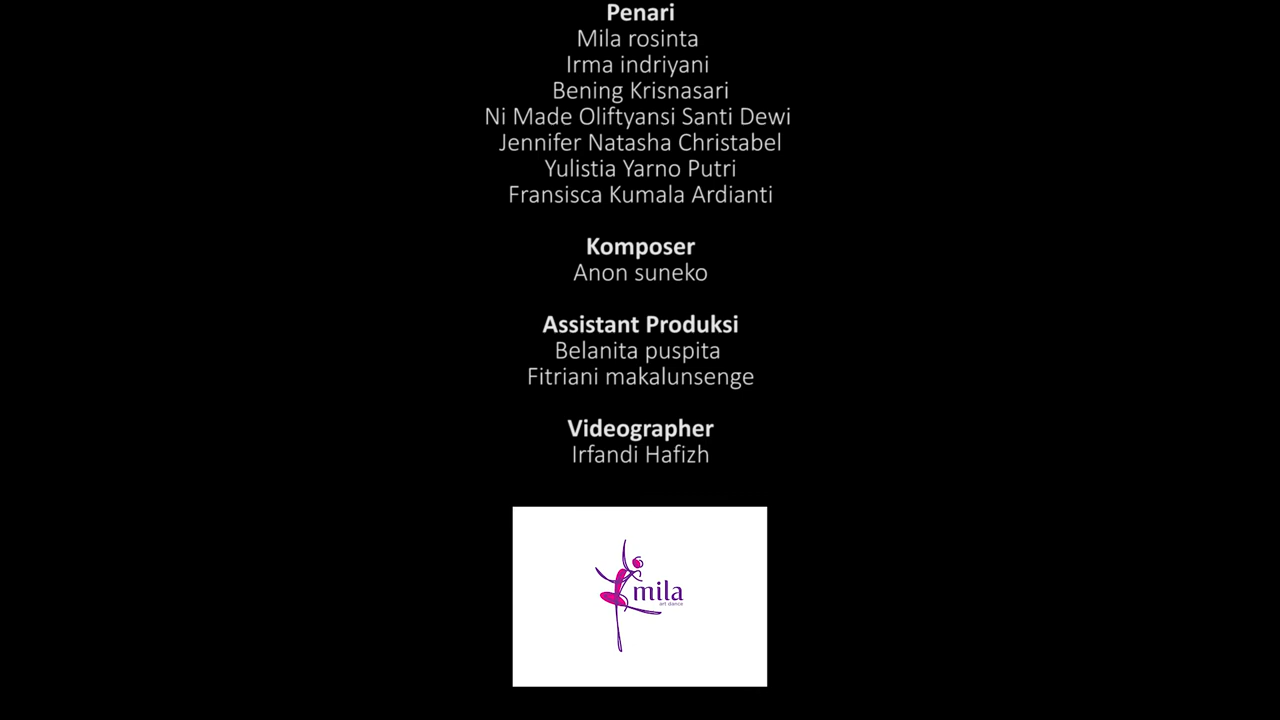 Penari
Mila rosinta
Irma indriyani
Bening Krisnasari
Ni Made Oliftyansi Santi Dewi
Jennifer Natasha Christabel
Yulistia Yarno Putri
Fransisca Kumala Ardianti
Komposer
Anon suneko
Assistant Produksi
Belanita puspita
Fitriani makalunsenge
Videographer
Irfandi Hafizh
mila
art dance